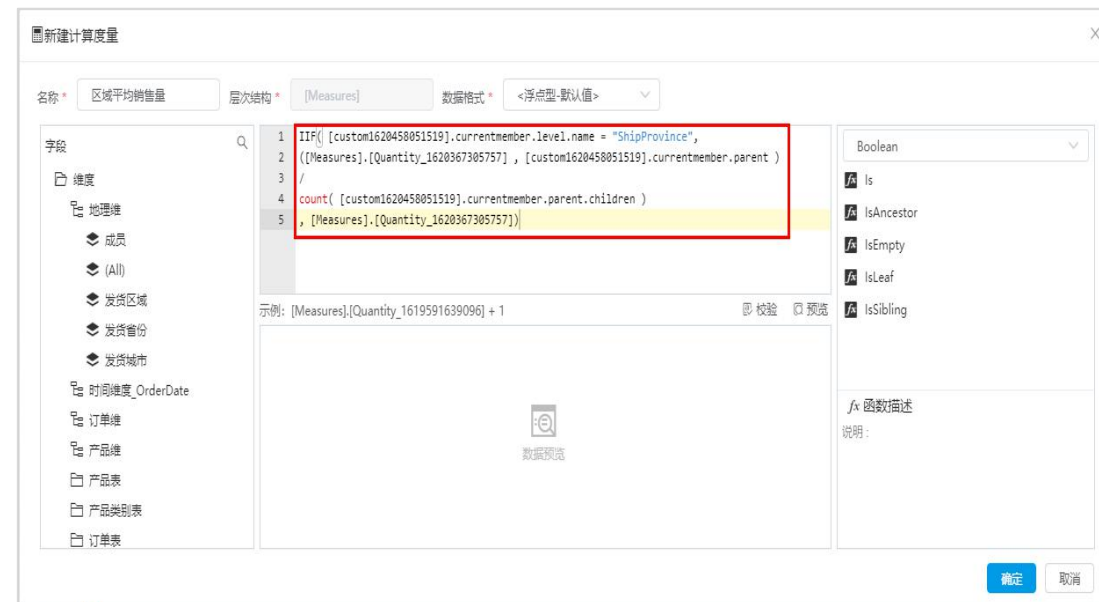 新建计算度量
名称 * 区域平均销售量 层次结构 * [Measures] 数据格式 * <浮点型-默认值>
字段
维度
地理维
成员
(All)
发货区域
发货省份
发货城市
时间维度_OrderDate
订单维
产品维
产品表
产品类别表
订单表
1 IIF( [custom1620458051519].currentmember.level.name = "ShipProvince",
2 ([Measures].[Quantity_1620367305757] , [custom1620458051519].currentmember.parent )
3 /
4 count( [custom1620458051519].currentmember.parent.children )
5 , [Measures].[Quantity_1620367305757])
示例: [Measures].[Quantity_1619591639096] + 1 校验 预览
数据预览
Boolean
fx Is
fx IsAncestor
fx IsEmpty
fx IsLeaf
fx IsSibling
fx 函数描述
说明 :
确定 取消